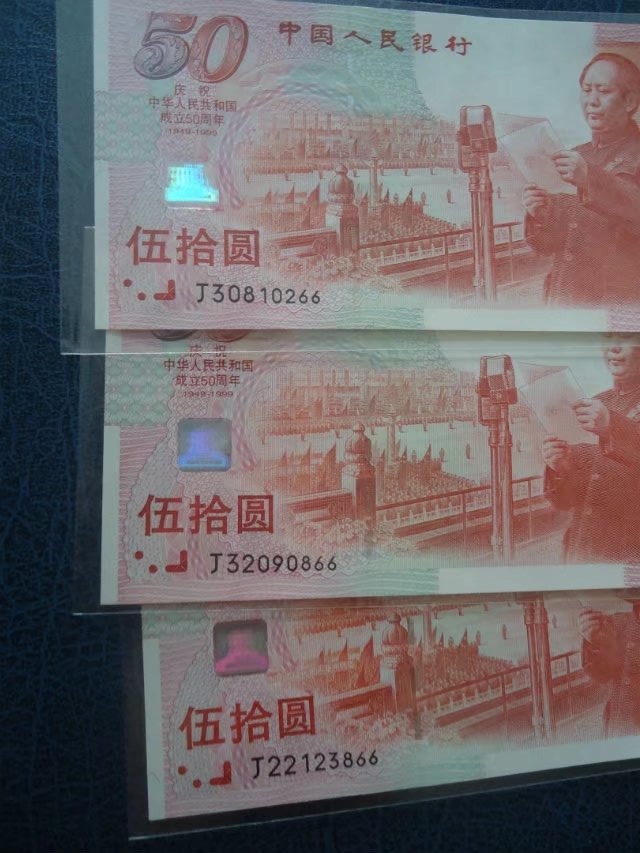 50
中国人民银行
庆祝
中华人民共和国
成立50周年
1949-1999
伍拾圆
J30810266
庆祝
中华人民共和国
成立50周年
1949-1999
伍拾圆
J32090866
伍拾圆
J22123866